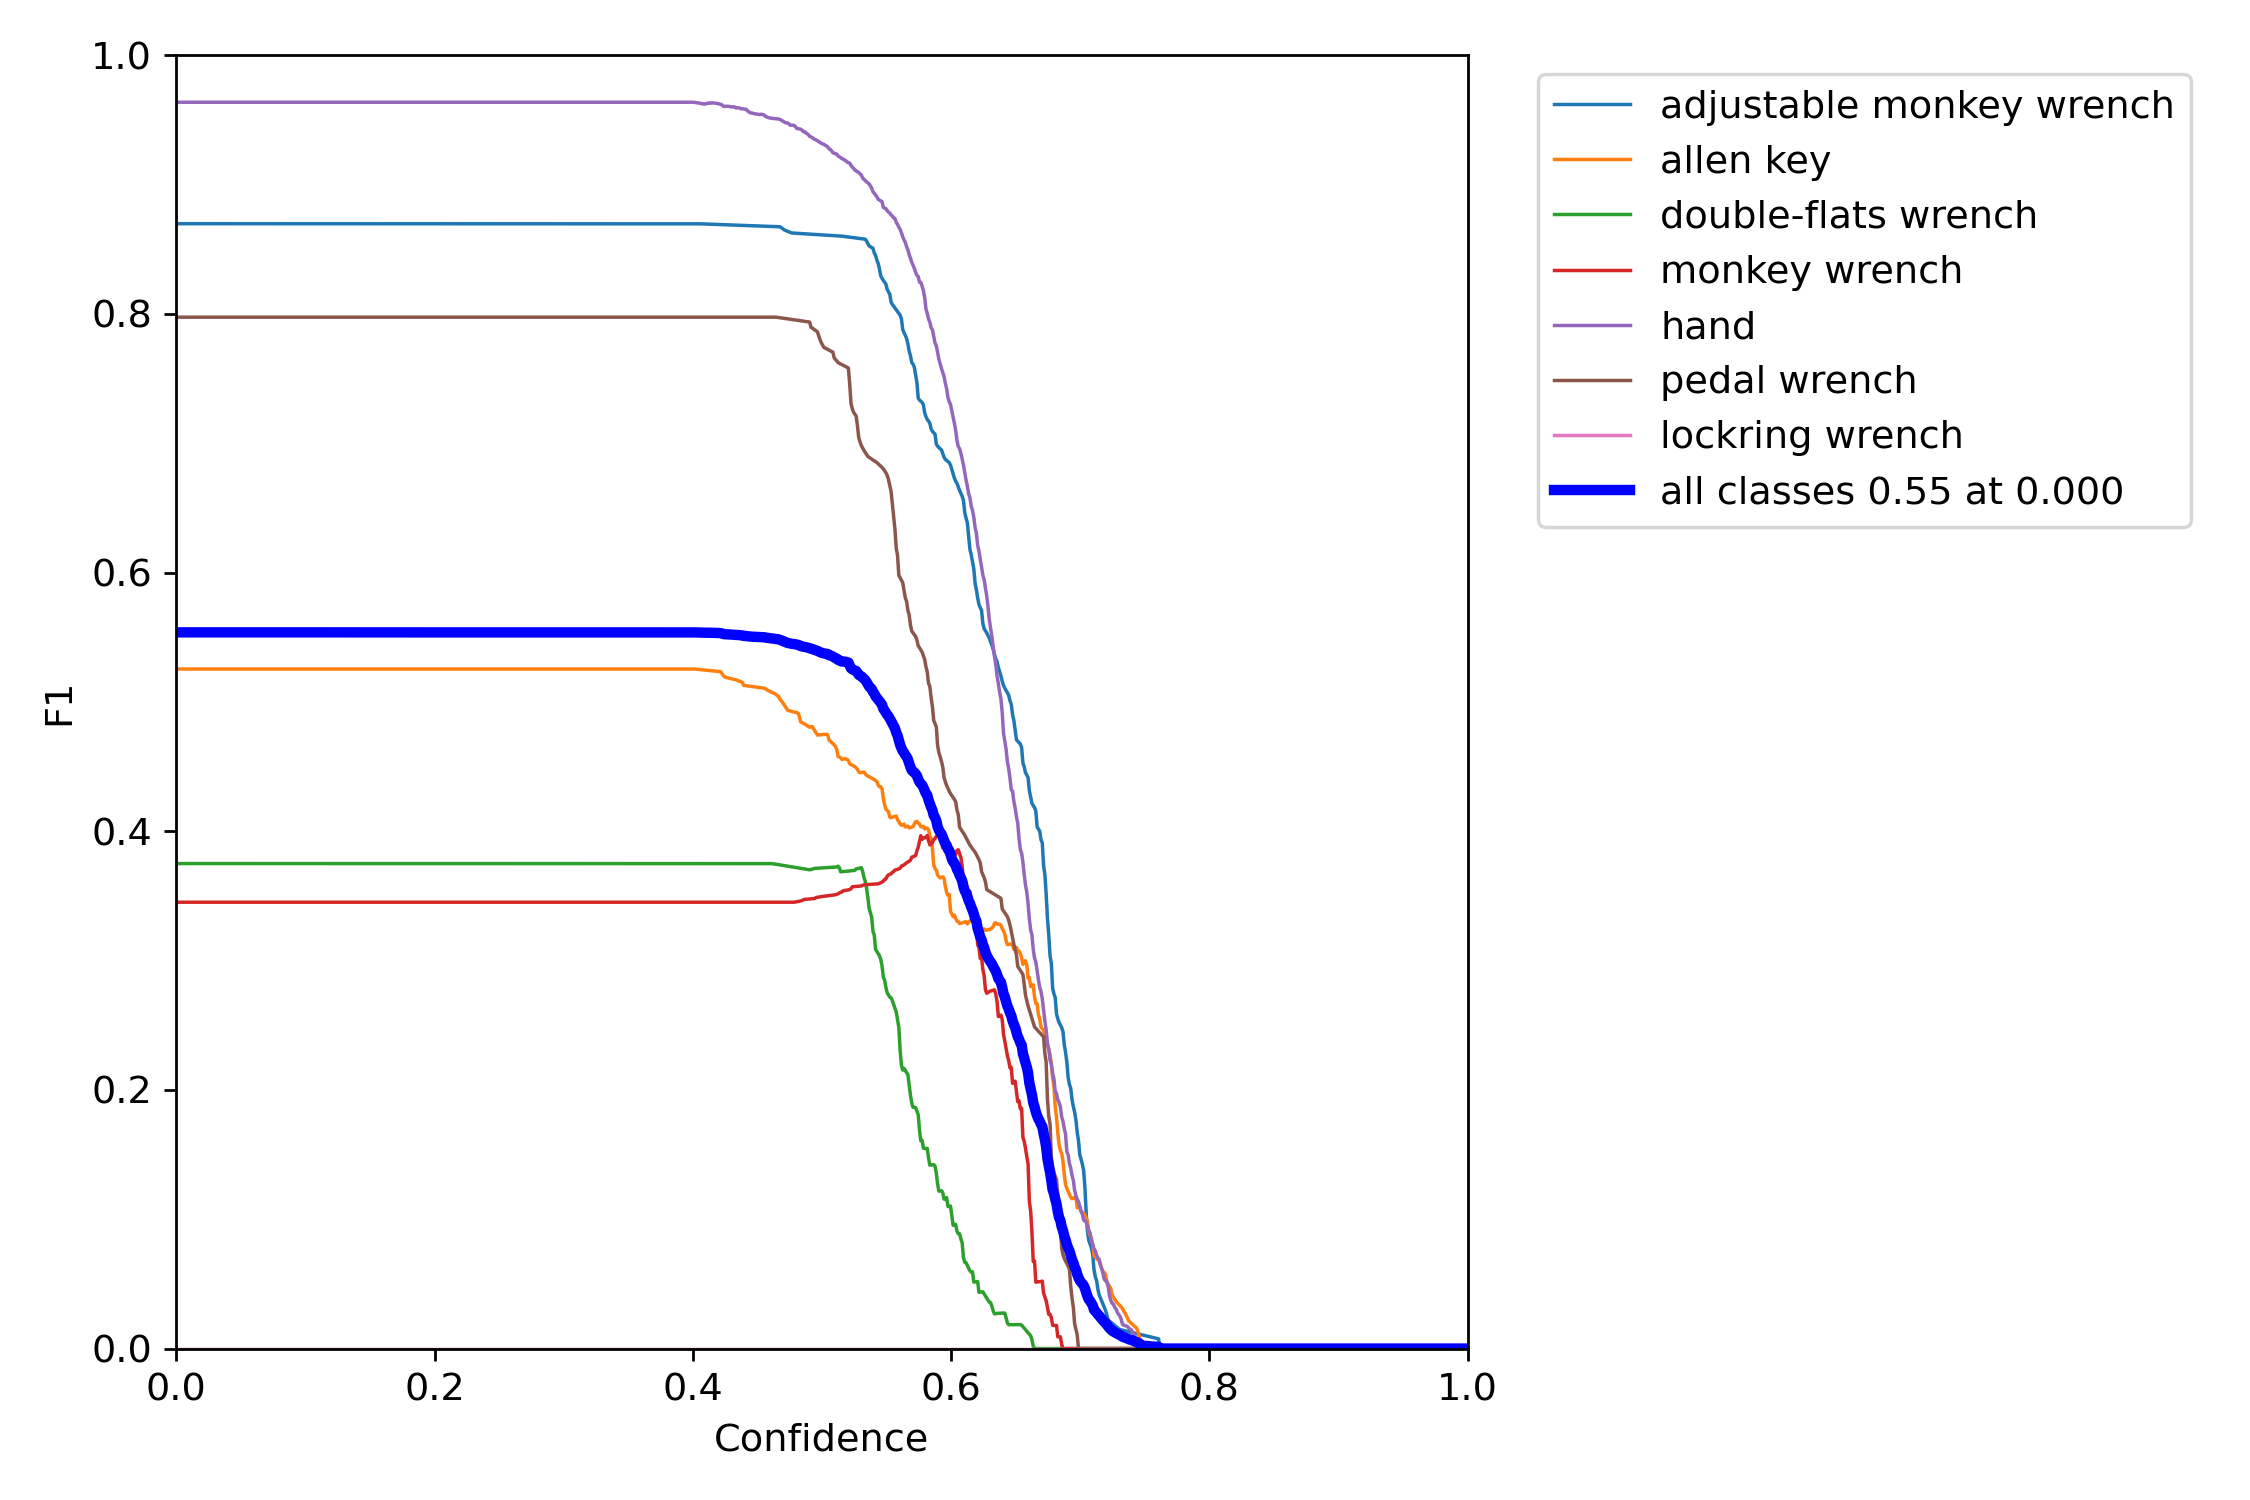 1.0
0.8
0.6
0.4
0.2
0.0
F1
0.0 0.2 0.4 0.6 0.8 1.0
Confidence
adjustable monkey wrench
allen key
double-flats wrench
monkey wrench
hand
pedal wrench
lockring wrench
all classes 0.55 at 0.000